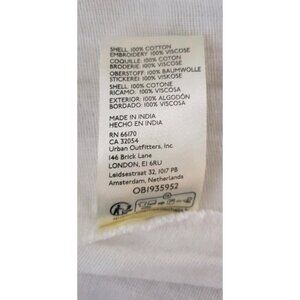 SHELL: 100% COTTON
EMBROIDERY: 100% VISCOSE
COQUILLE: 100% COTON
BRODERIE: 100% VISCOSE
OBERSTOFF: 100% BAUMWOLLE
STICKEREI: 100% VISKOSE
SHELL: 100% COTONE
RICAMO: 100% VISCOSA
EXTERIOR: 100% ALGODÓN
BORDADO: 100% VISCOSA
MADE IN INDIA
HECHO EN INDIA
RN 66170
CA 32054
Urban Outfitters, Inc
146 Brick Lane
LONDON, E1 6RU
Leidsestraat 32, 1017 PB
Amsterdam, Netherlands
OB1935952